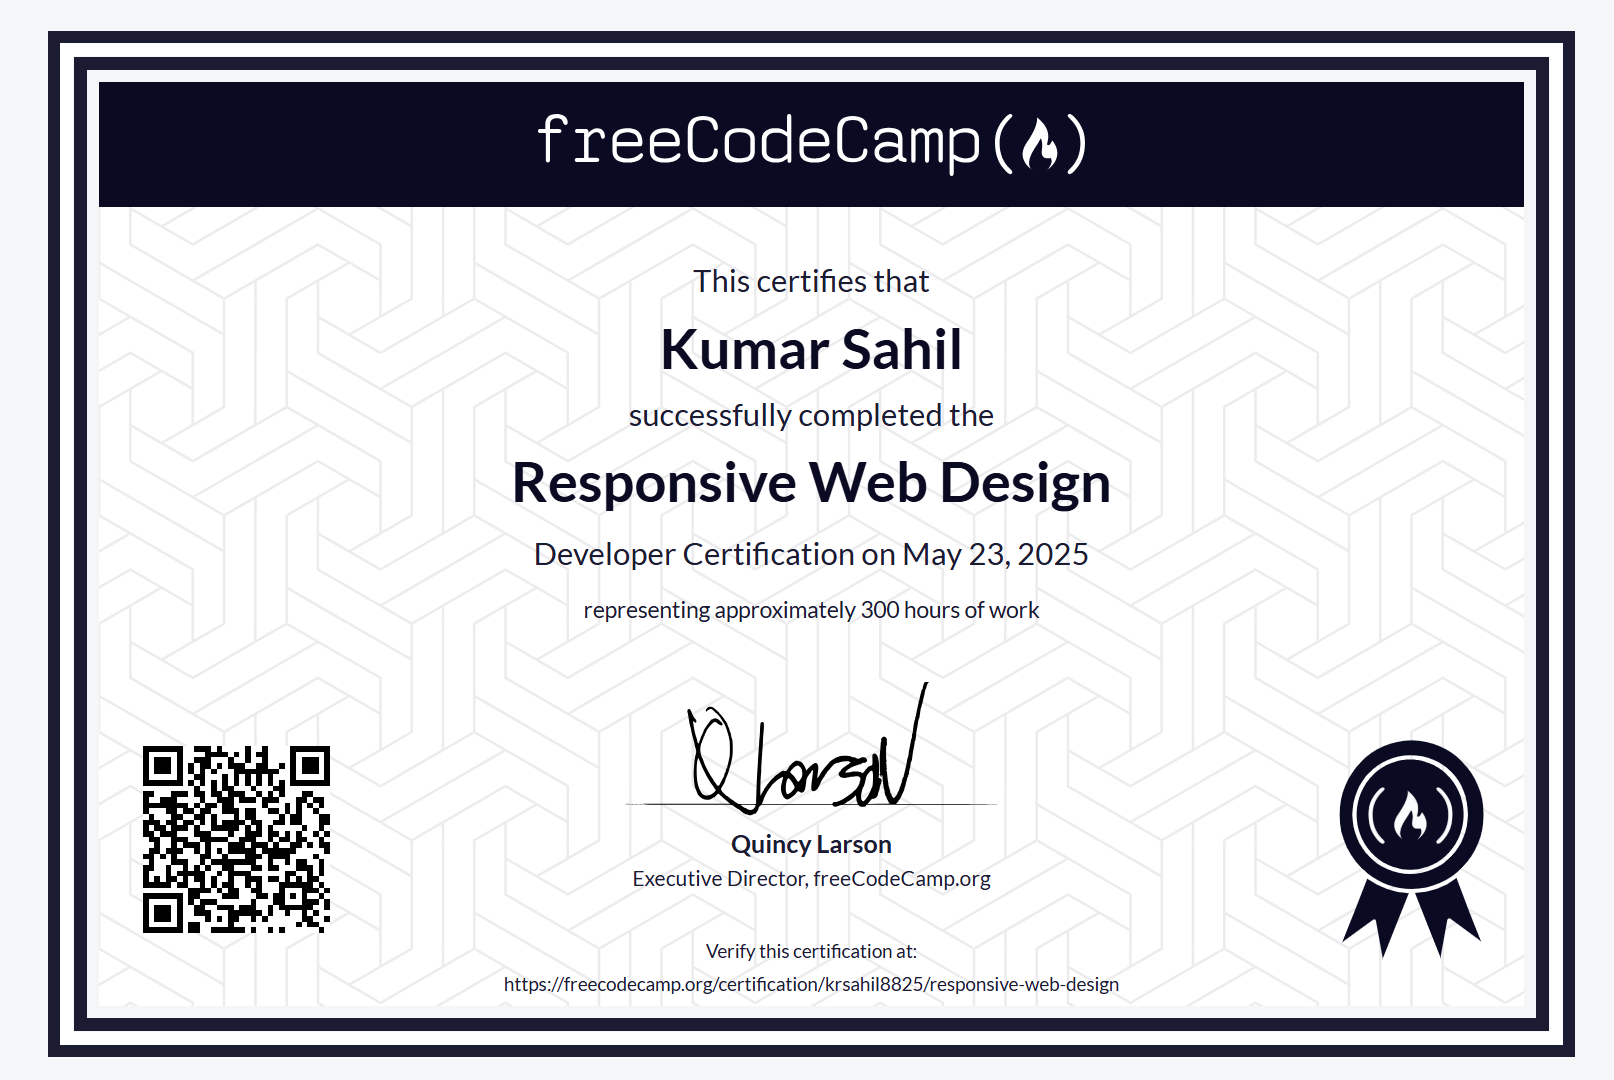 freeCodeCamp
This certifies that
Kumar Sahil
successfully completed the
Responsive Web Design
Developer Certification on May 23, 2025
representing approximately 300 hours of work
Quincy Larson
Executive Director, freeCodeCamp.org
Verify this certification at:
https://freecodecamp.org/certification/krsahil8825/responsive-web-design